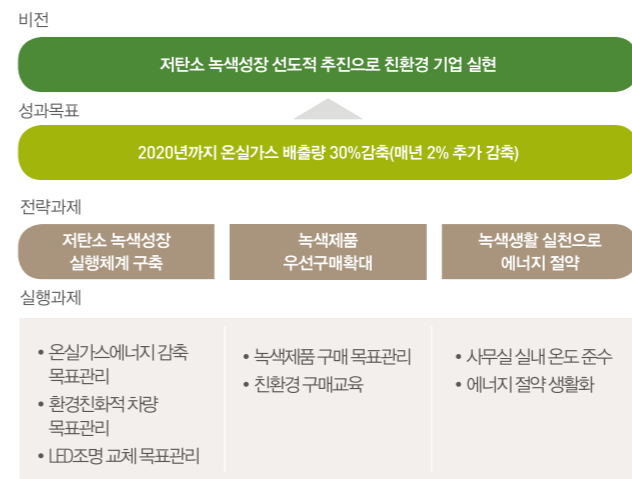 비전
저탄소 녹색성장 선도적 추진으로 친환경 기업 실현
성과목표
2020년까지 온실가스 배출량 30%감축(매년 2% 추가 감축)
전략과제
저탄소 녹색성장
실행체계 구축
녹색제품
우선구매확대
녹색생활 실천으로
에너지 절약
실행과제
• 온실가스에너지 감축
목표관리
• 환경친화적 차량
목표관리
• LED조명 교체 목표관리
• 녹색제품 구매 목표관리
• 친환경 구매교육
• 사무실 실내 온도 준수
• 에너지 절약 생활화